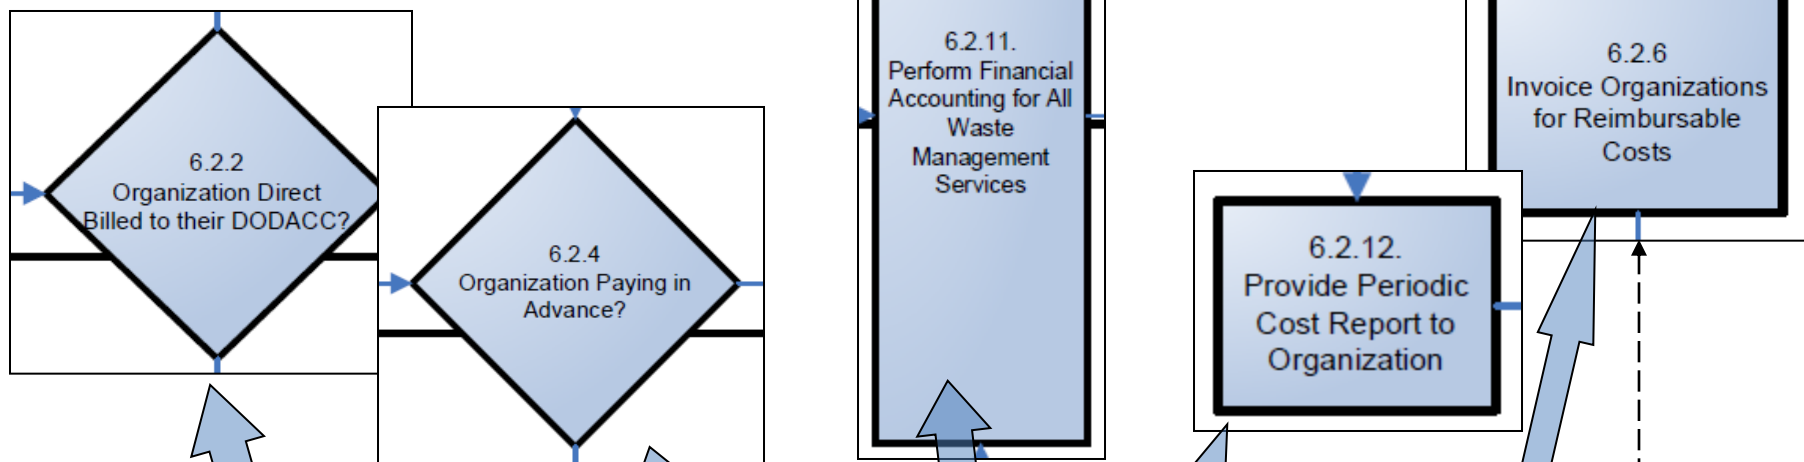 6.2.2
Organization Direct
Billed to their DODACC?
6.2.4
Organization Paying in
Advance?
6.2.11.
Perform Financial
Accounting for All
Waste
Management
Services
6.2.12.
Provide Periodic
Cost Report to
Organization
6.2.6
Invoice Organizations
for Reimbursable
Costs